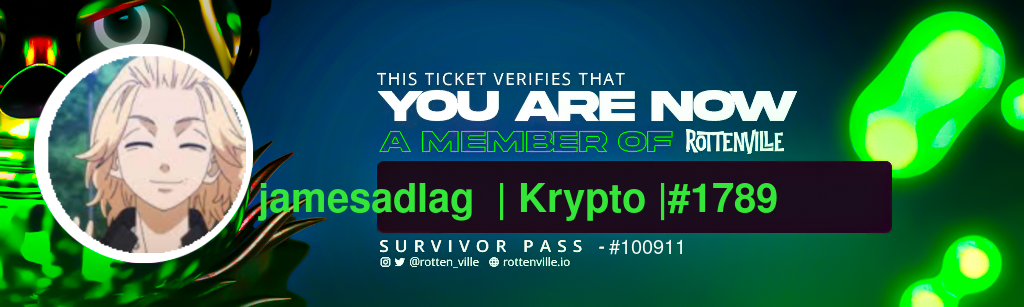 THIS TICKET VERIFIES THAT
YOU ARE NOW
A MEMBER OF ROTTENVILLE
jamesadlag | Krypto |#1789
SURVIVOR PASS - #100911
@rotten_ville rottenville.io